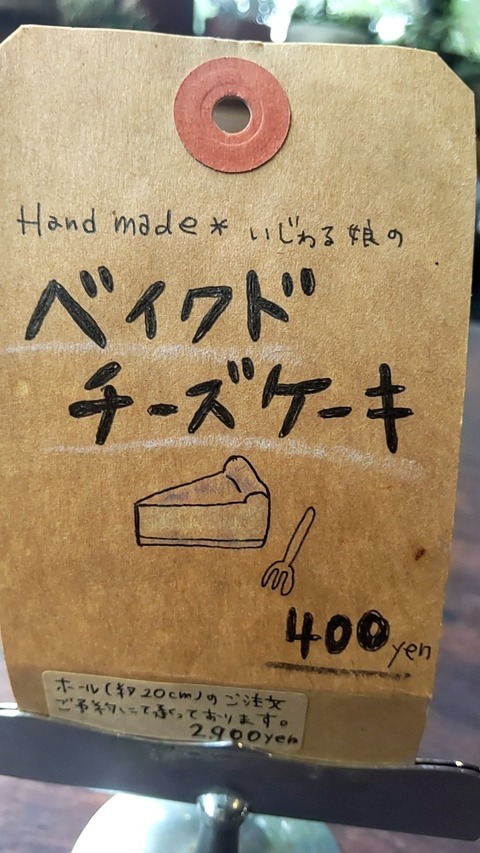 Hand made * いじわる娘の
ベイクド
チーズケーキ
400yen
ホール(約20cm)のご注文
ご予約にて承っております。
2,900yen